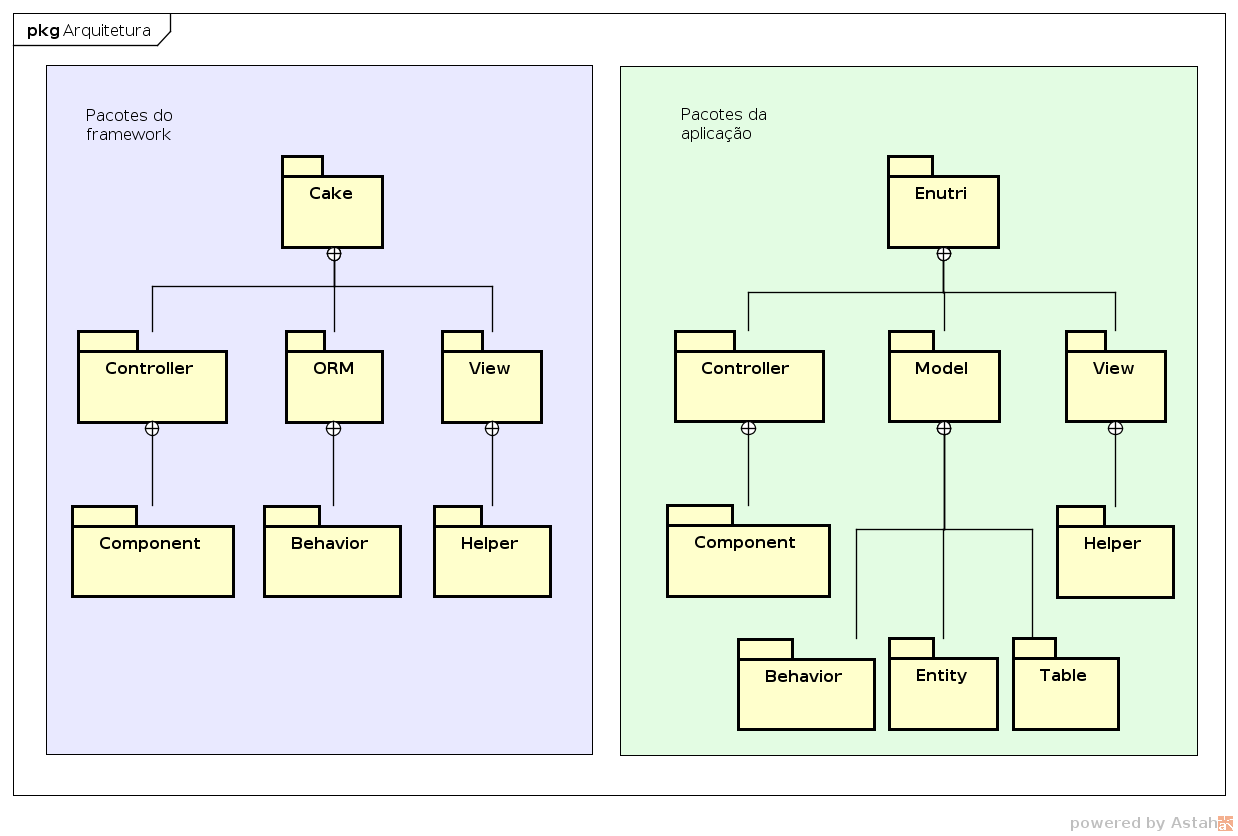 pkg Arquitetura
Pacotes do
framework
Cake
Controller
ORM
View
Component
Behavior
Helper
Pacotes da
aplicação
Enutri
Controller
Model
View
Component
Helper
Behavior
Entity
Table
powered by Astah